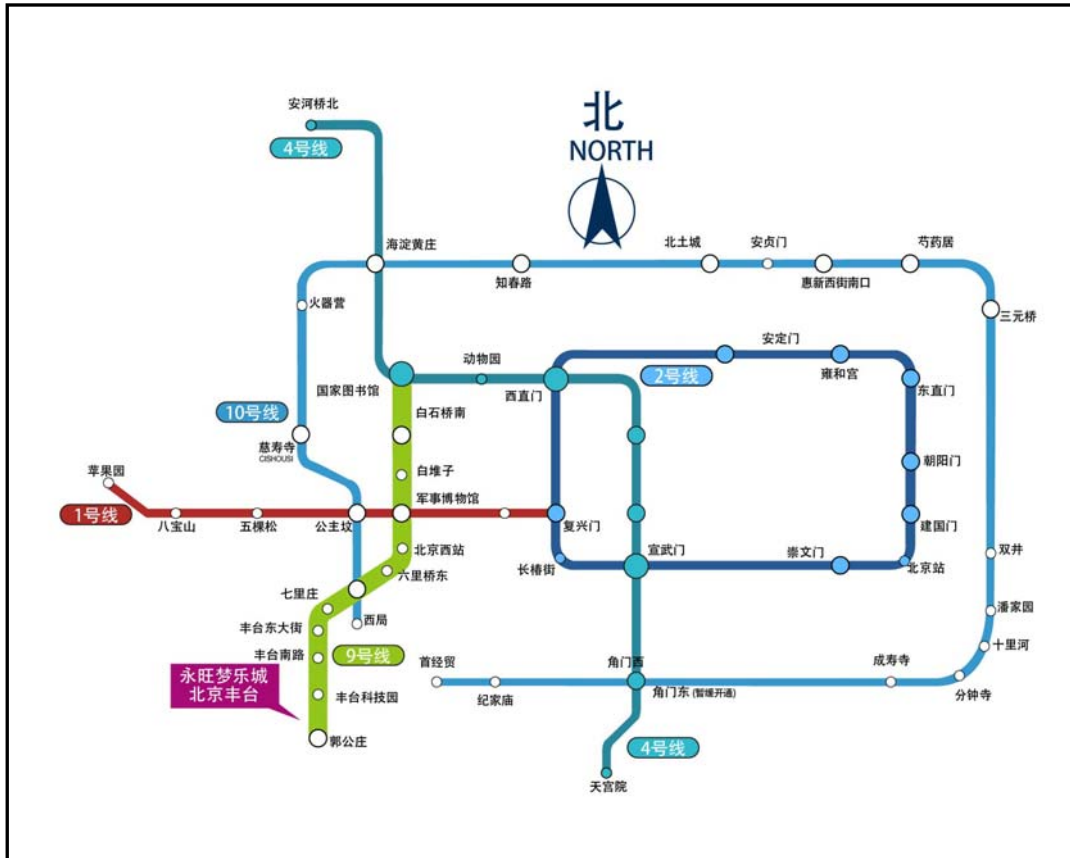 北
NORTH
安河桥北
4号线
海淀黄庄
知春路
北土城
安贞门
惠新西街南口
芍药居
三元桥
火器营
国家图书馆
动物园
西直门
2号线
安定门
雍和宫
东直门
10号线
白石桥南
慈寿寺
CISHOUSI
白堆子
朝阳门
苹果园
1号线
八宝山
五棵松
公主坟
军事博物馆
复兴门
建国门
北京西站
长椿街
宣武门
崇文门
北京站
双井
六里桥东
七里庄
西局
潘家园
丰台东大街
丰台南路
9号线
十里河
永旺梦乐城
北京丰台
首经贸
纪家庙
角门西
角门东(暂缓开通)
成寿寺
分钟寺
丰台科技园
郭公庄
4号线
天宫院